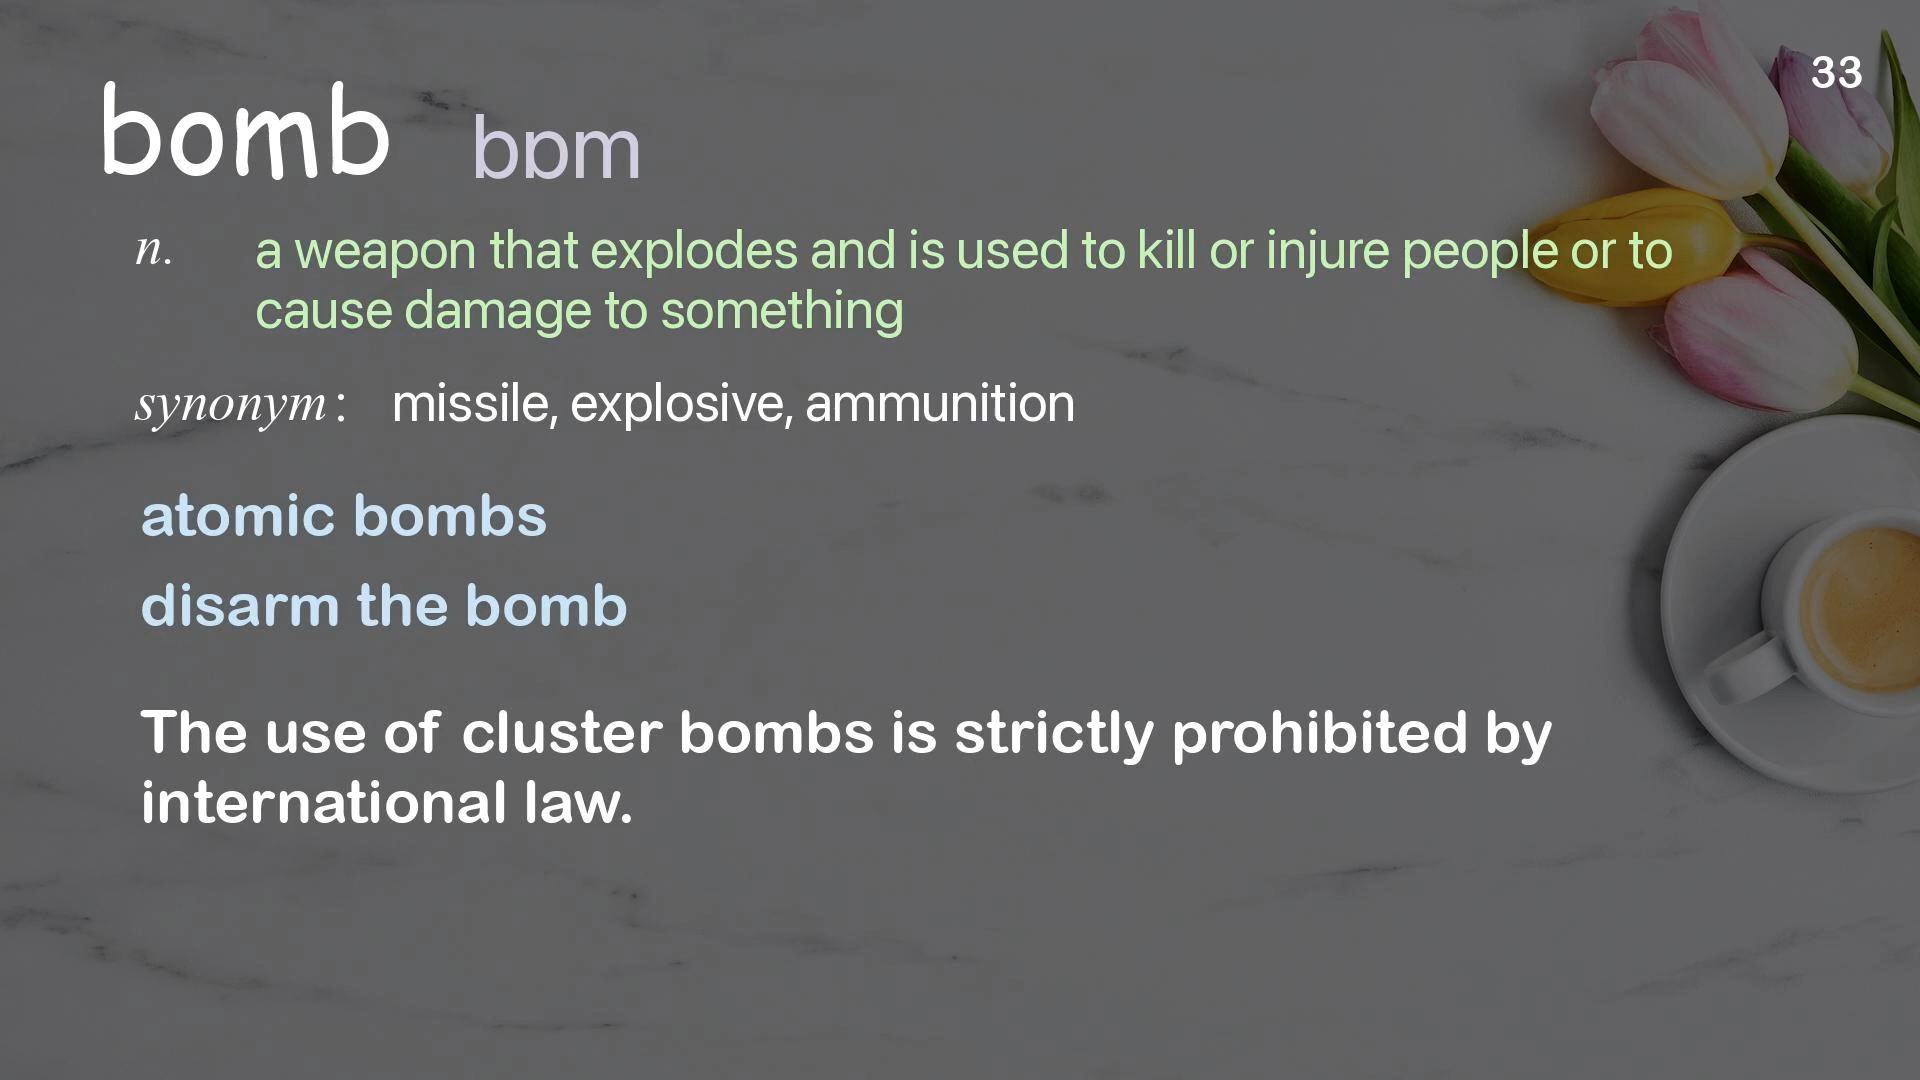 33
bomb bɒm
n. a weapon that explodes and is used to kill or injure people or to
cause damage to something
synonym: missile, explosive, ammunition
atomic bombs
disarm the bomb
The use of cluster bombs is strictly prohibited by
international law.